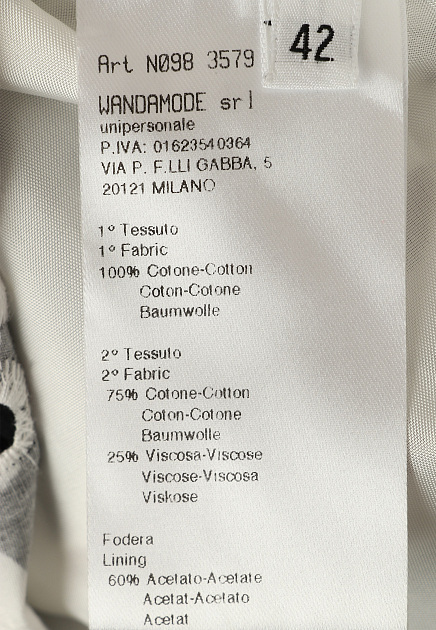 42
Art N098 3579
WANDAMODE srl
unipersonale
P.IVA: 01623540364
VIA P. F.LLI GABBA, 5
20121 MILANO
1° Tessuto
1° Fabric
100% Cotone-Cotton
Coton-Cotone
Baumwolle
2° Tessuto
2° Fabric
75% Cotone-Cotton
Coton-Cotone
Baumwolle
25% Viscosa-Viscose
Viscose-Viscosa
Viskose
Fodera
Lining
60% Acetato-Acetate
Acetat-Acetato
Acetat